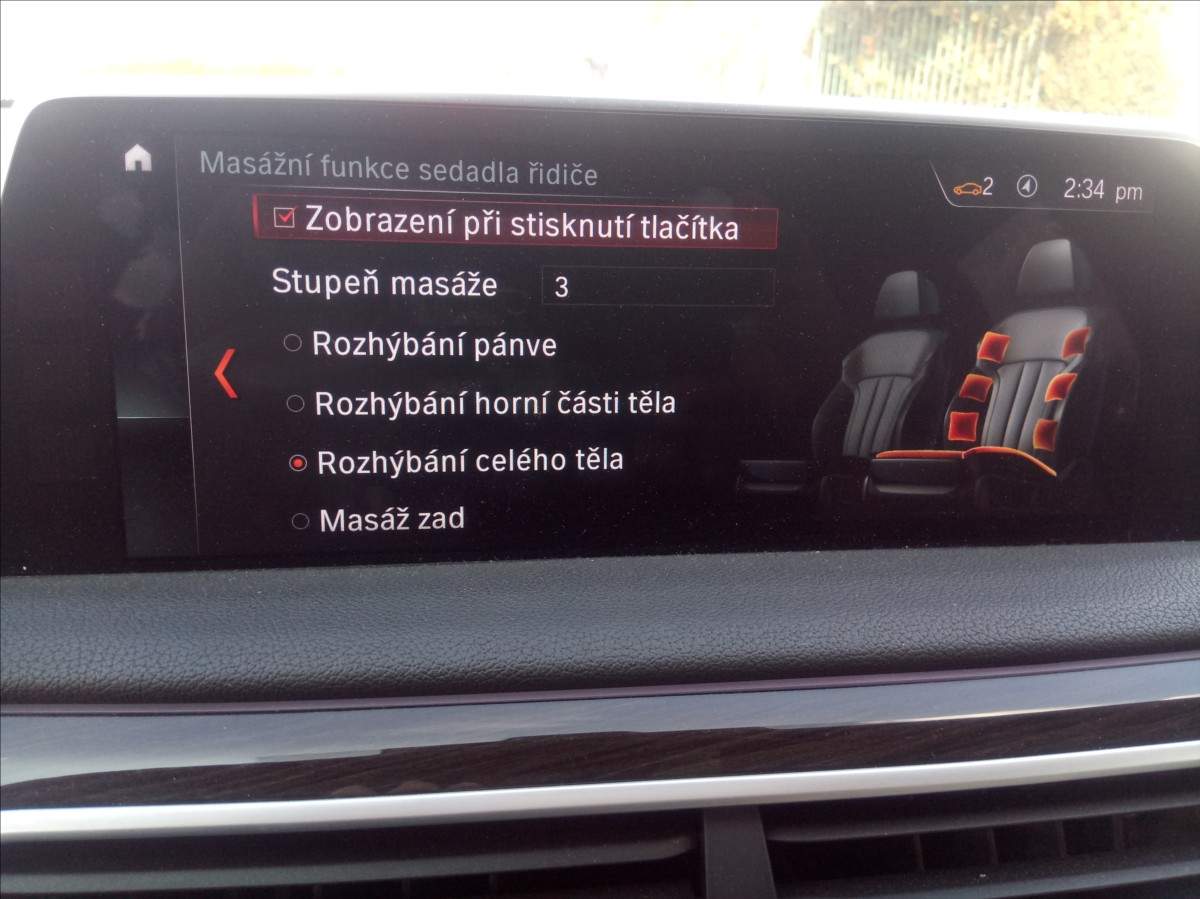 Masážní funkce sedadla řidiče
2
2:34 pm
Zobrazení při stisknutí tlačítka
Stupeň masáže 3
Rozhýbání pánve
Rozhýbání horní části těla
Rozhýbání celého těla
Masáž zad